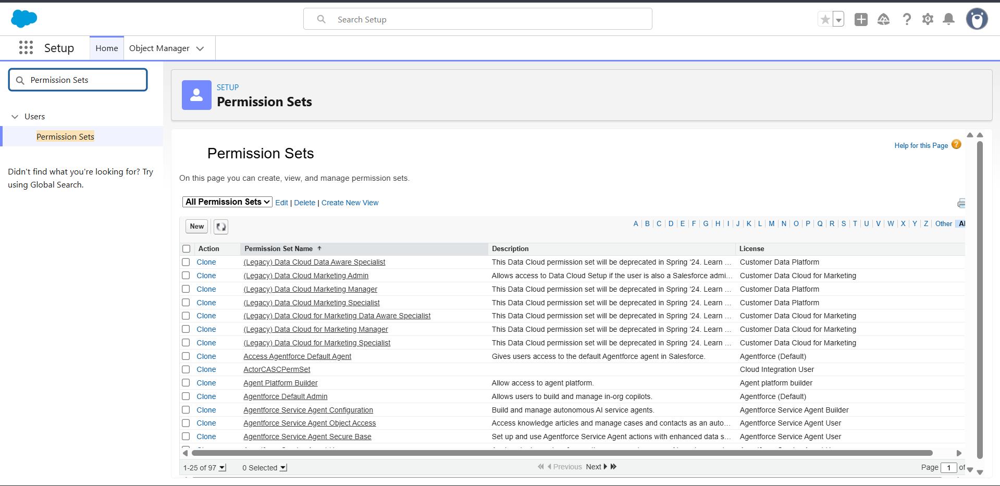 Search Setup
Setup
Home
Object Manager
Permission Sets
Users
Permission Sets
Didn't find what you're looking for? Try
using Global Search.
SETUP
Permission Sets
Help for this Page ?
Permission Sets
On this page you can create, view, and manage permission sets.
All Permission Sets Edit | Delete | Create New View
New
A B C D E F G H I J K L M N O P Q R S T U V W X Y Z Other Al
Action Permission Set Name Description License
Clone (Legacy) Data Cloud Data Aware Specialist This Data Cloud permission set will be deprecated in Spring ‘24. Learn ... Customer Data Platform
Clone (Legacy) Data Cloud Marketing Admin Allows access to Data Cloud Setup if the user is also a Salesforce admi... Customer Data Cloud for Marketing
Clone (Legacy) Data Cloud Marketing Manager This Data Cloud permission set will be deprecated in Spring ‘24. Learn ... Customer Data Platform
Clone (Legacy) Data Cloud Marketing Specialist This Data Cloud permission set will be deprecated in Spring ‘24. Learn ... Customer Data Platform
Clone (Legacy) Data Cloud for Marketing Data Aware Specialist This Data Cloud permission set will be deprecated in Spring ‘24. Learn ... Customer Data Cloud for Marketing
Clone (Legacy) Data Cloud for Marketing Manager This Data Cloud permission set will be deprecated in Spring ‘24. Learn ... Customer Data Cloud for Marketing
Clone (Legacy) Data Cloud for Marketing Specialist This Data Cloud permission set will be deprecated in Spring ‘24. Learn ... Customer Data Cloud for Marketing
Clone Access Agentforce Default Agent Gives users access to the default Agentforce agent in Salesforce. Agentforce (Default)
Clone ActorCASCPermSet Cloud Integration User
Clone Agent Platform Builder Allow access to agent platform. Agent platform builder
Clone Agentforce Default Admin Allows users to build and manage in-org copilots. Agentforce (Default)
Clone Agentforce Service Agent Configuration Build and manage autonomous AI service agents. Agentforce Service Agent Builder
Clone Agentforce Service Agent Object Access Access knowledge articles and manage cases and contacts as an auto... Agentforce Service Agent User
Clone Agentforce Service Agent Secure Base Set up and use Agentforce Service Agent actions with enhanced data s... Agentforce Service Agent User
1-25 of 97 0 Selected Previous Next Page 1 of